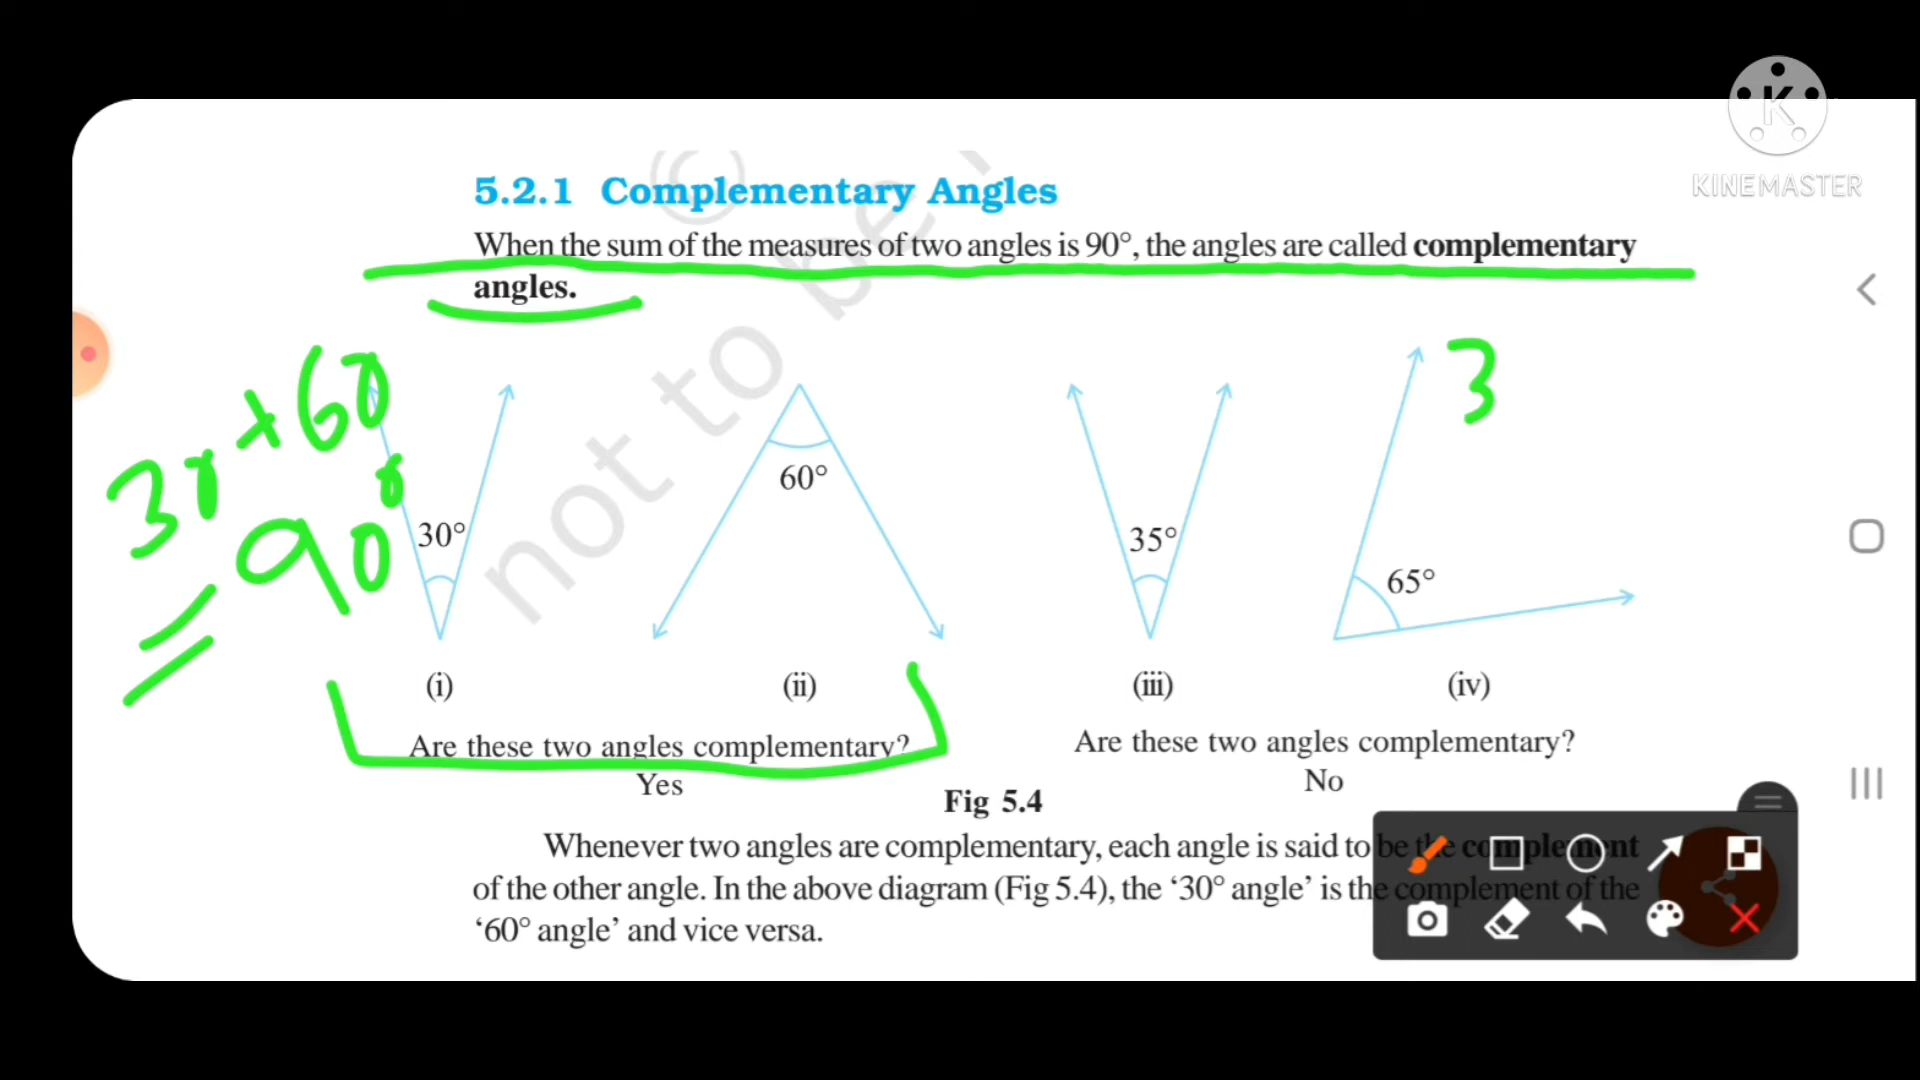 KINEMASTER
5.2.1 Complementary Angles
When the sum of the measures of two angles is 90°, the angles are called complementary
angles.
30 + 60
= 90°
3
30°
60°
35°
65°
(i)
(ii)
(iii)
(iv)
Are these two angles complementary?
Yes
Are these two angles complementary?
No
Fig 5.4
Whenever two angles are complementary, each angle is said to be the complement
of the other angle. In the above diagram (Fig 5.4), the ‘30° angle’ is the complement of the
‘60° angle’ and vice versa.
© not to be